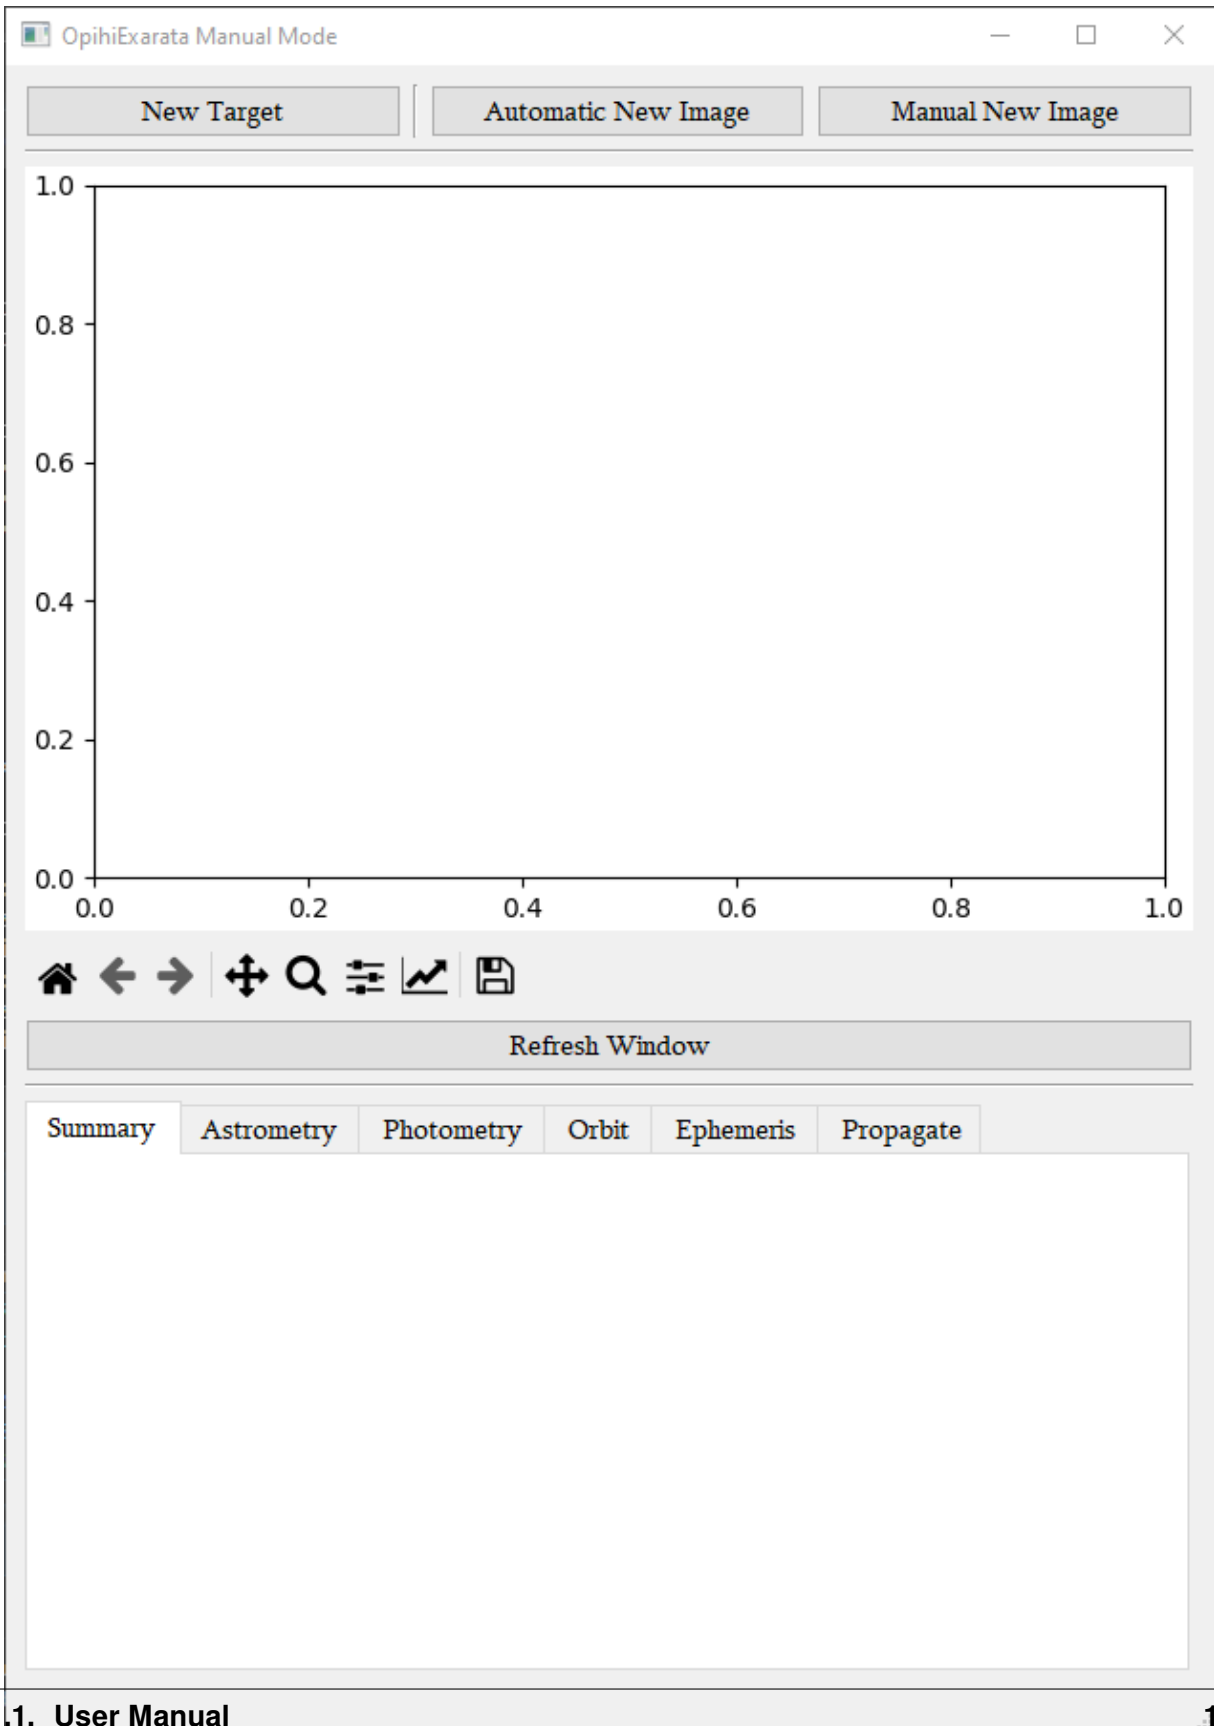 OpihiExarata Manual Mode
New Target Automatic New Image Manual New Image
1.0
0.8
0.6
0.4
0.2
0.0
0.0 0.2 0.4 0.6 0.8 1.0
Refresh Window
Summary Astrometry Photometry Orbit Ephemeris Propagate
.1. User Manual 1